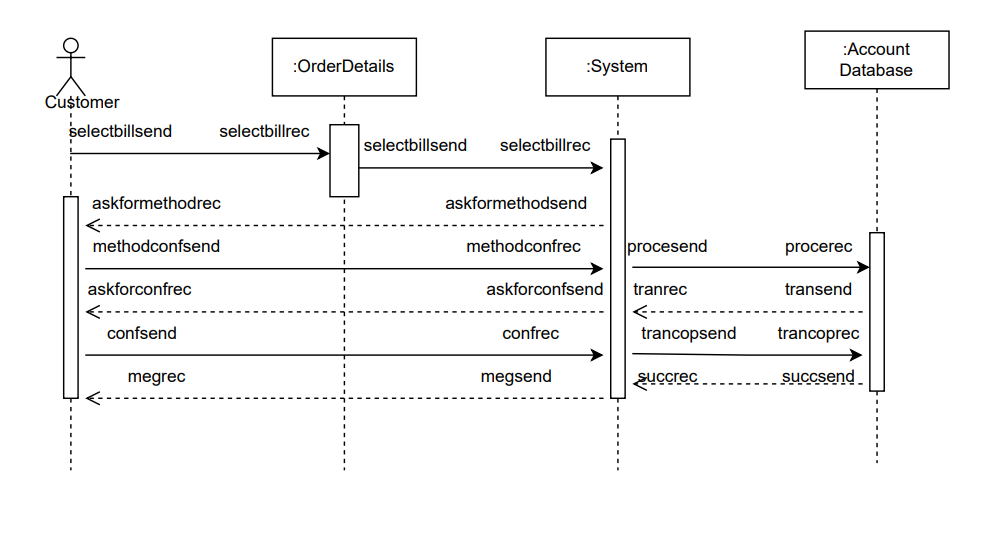 :Account
:OrderDetails :System Database
Customer
selectbillsend selectbillrec
selectbillsend selectbillrec
askformethodrec askformethodsend
methodconfsend methodconfrec procesend procerec
askforconfrec askforconfsend tranrec transend
confsend confrec trancopsend trancoprec
megrec megsend succrec succsend